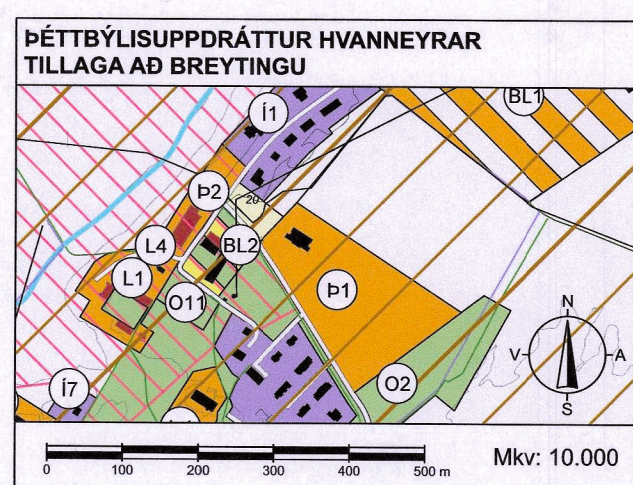 ÞÉTTBÝLISUPPDRÁTTUR HVANNEYRAR
TILLAGA AÐ BREYTINGU
Í1
BL1
Þ2
20
L4
BL2
L1
O11
Þ1
N
V
A
S
O2
Í7
0 100 200 300 400 500 m
Mkv: 10.000